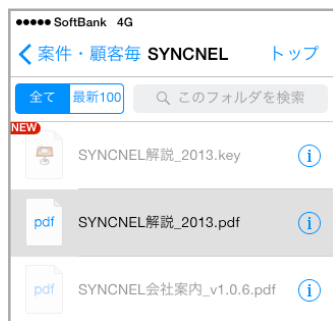 SoftBank 4G
案件・顧客毎 SYNCNEL トップ
全て 最新100 このフォルダを検索
NEW
SYNCNEL解説_2013.key
pdf SYNCNEL解説_2013.pdf
pdf SYNCNEL会社案内_v1.0.6.pdf